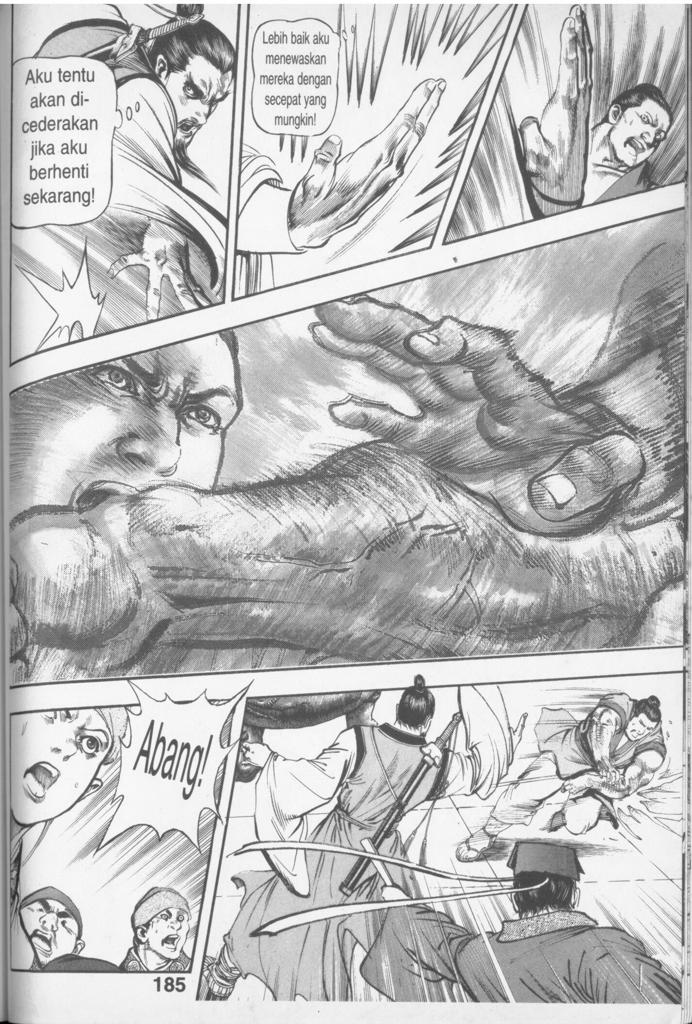 Aku tentu
akan di-
cederakan
jika aku
berhenti
sekarang!
Lebih baik aku
menewaskan
mereka dengan
secepat yang
mungkin!
Abang!
185